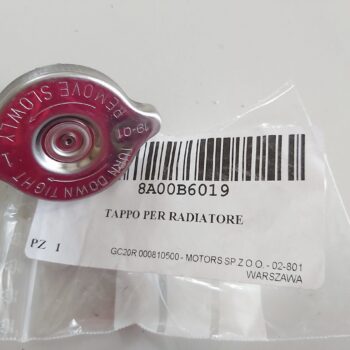 REMOVE SLOWLY
TURN DOWN TIGHT
19-01
8A00B6019
TAPPO PER RADIATORE
PZ 1
GC20R 000810500 - MOTORS SP Z O.O. - 02-801
WARSZAWA